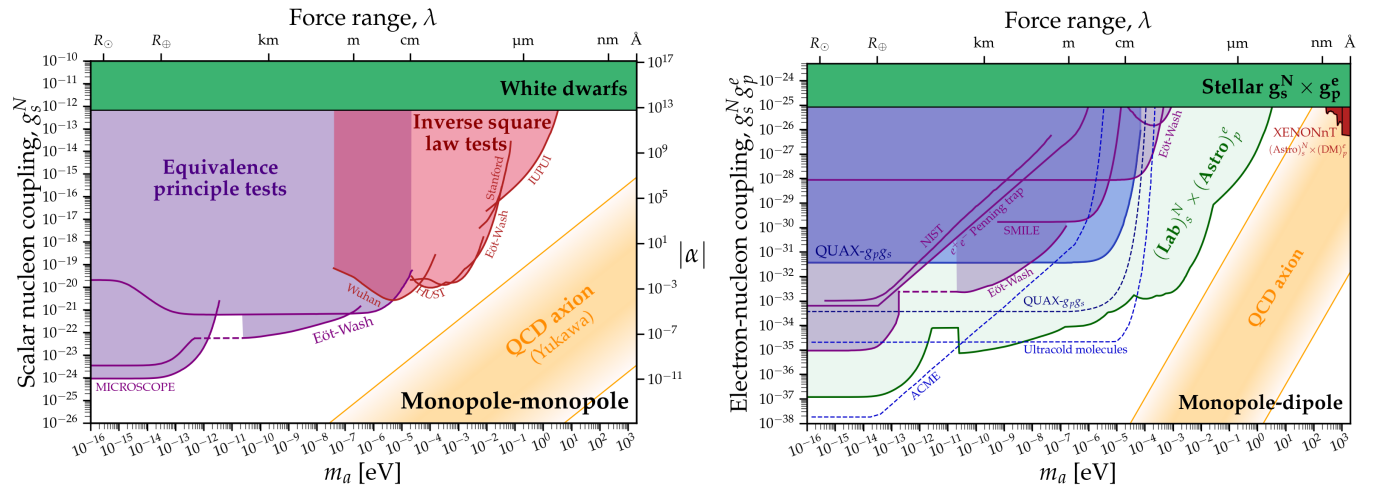 Force range, λ
R☉ R⊕ km m cm μm nm Å
Scalar nucleon coupling, g_s^N
10⁻¹⁰
10⁻¹¹
10⁻¹²
10⁻¹³
10⁻¹⁴
10⁻¹⁵
10⁻¹⁶
10⁻¹⁷
10⁻¹⁸
10⁻¹⁹
10⁻²⁰
10⁻²¹
10⁻²²
10⁻²³
10⁻²⁴
10⁻²⁵
10⁻²⁶
White dwarfs
Equivalence
principle tests
Inverse square
law tests
Stanford
IUPUI
Eöt-Wash
Wuhan
HUST
Eöt-Wash
MICROSCOPE
QCD axion
(Yukawa)
Monopole-monopole
10¹⁷
10¹³
10⁹
10⁵
10¹
10⁻³
10⁻⁷
10⁻¹¹
|α|
10⁻¹⁶ 10⁻¹⁵ 10⁻¹⁴ 10⁻¹³ 10⁻¹² 10⁻¹¹ 10⁻¹⁰ 10⁻⁹ 10⁻⁸ 10⁻⁷ 10⁻⁶ 10⁻⁵ 10⁻⁴ 10⁻³ 10⁻² 10⁻¹ 10⁰ 10¹ 10² 10³
m_a [eV]
Force range, λ
R☉ R⊕ km m cm μm nm Å
Electron-nucleon coupling, g_s^N g_p^e
10⁻²⁴
10⁻²⁵
10⁻²⁶
10⁻²⁷
10⁻²⁸
10⁻²⁹
10⁻³⁰
10⁻³¹
10⁻³²
10⁻³³
10⁻³⁴
10⁻³⁵
10⁻³⁶
10⁻³⁷
10⁻³⁸
Stellar g_s^N × g_p^e
XENONnT
(Astro)_s^N×(DM)_p^e
Eöt-Wash
(Lab)_s^N × (Astro)_p^e
NIST
e⁺e⁻ Penning trap
SMILE
QUAX-g_pg_s
Eöt-Wash
QUAX-g_pg_s
Ultracold molecules
ACME
QCD axion
Monopole-dipole
10⁻¹⁶ 10⁻¹⁵ 10⁻¹⁴ 10⁻¹³ 10⁻¹² 10⁻¹¹ 10⁻¹⁰ 10⁻⁹ 10⁻⁸ 10⁻⁷ 10⁻⁶ 10⁻⁵ 10⁻⁴ 10⁻³ 10⁻² 10⁻¹ 10⁰ 10¹ 10² 10³
m_a [eV]